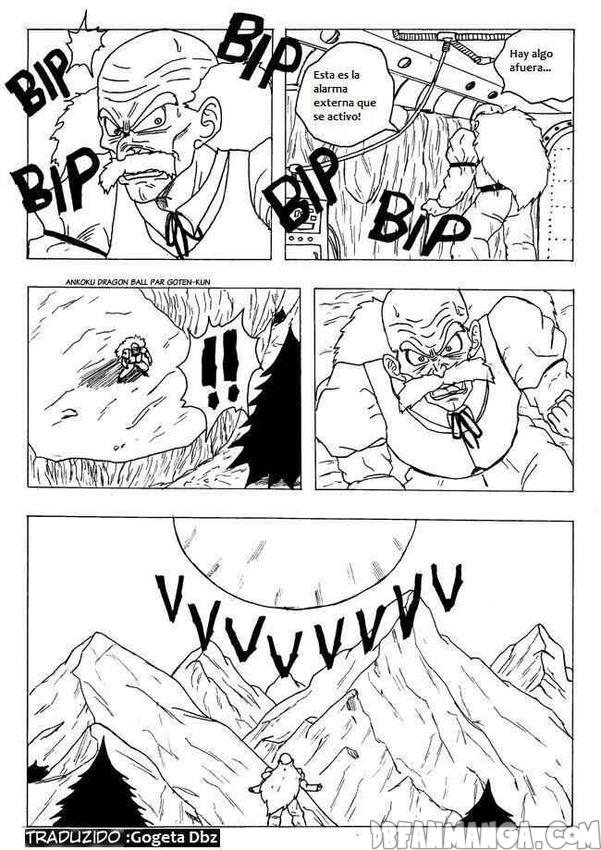 BIP
BIP
BIP
Esta es la
alarma
externa que
se activo!
Hay algo
afuera...
BIP
BIP
ANKOKU DRAGON BALL PAR GOTEN-KUN
!!
V V V V V V V V
TRADUZIDO :Gogeta Dbz
DBFANMANGA.COM